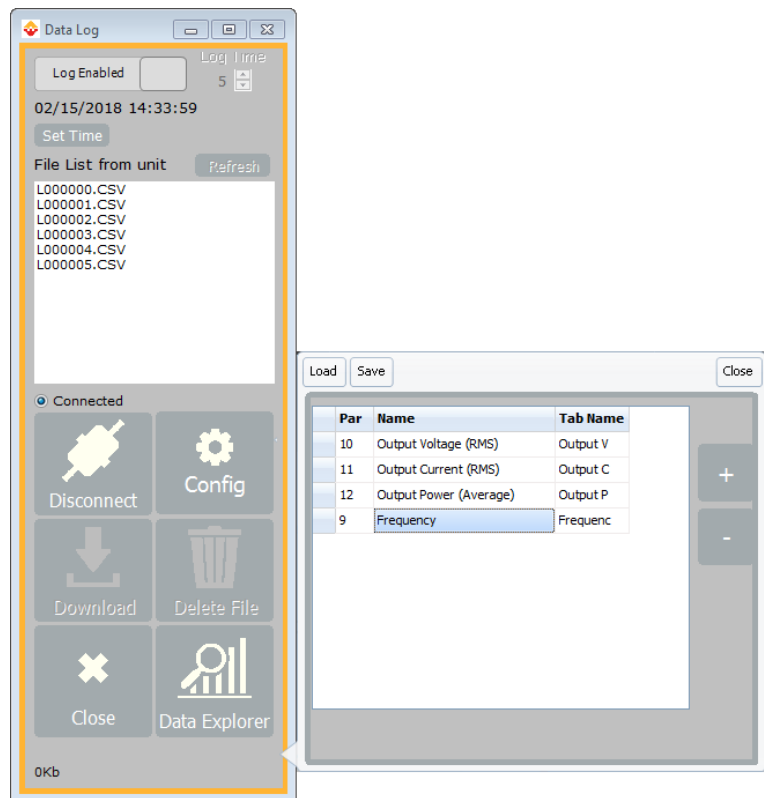 Data Log
Log Enabled
Log Time
5
02/15/2018 14:33:59
Set Time
File List from unit
Refresh
L000000.CSV
L000001.CSV
L000002.CSV
L000003.CSV
L000004.CSV
L000005.CSV
Connected
Disconnect
Config
Download
Delete File
Close
Data Explorer
0Kb
Load
Save
Close
Par Name Tab Name
10 Output Voltage (RMS) Output V
11 Output Current (RMS) Output C
12 Output Power (Average) Output P
9 Frequency Frequenc
+
-